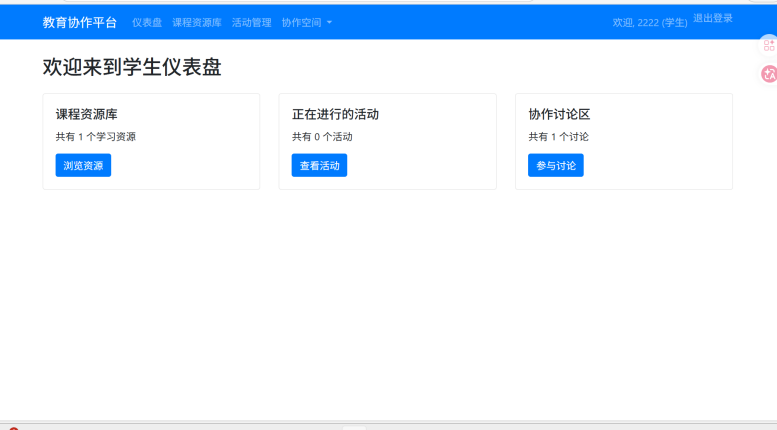 教育协作平台 仪表盘 课程资源库 活动管理 协作空间 欢迎, 2222 (学生) 退出登录
欢迎来到学生仪表盘
课程资源库
共有 1 个学习资源
浏览资源
正在进行的活动
共有 0 个活动
查看活动
协作讨论区
共有 1 个讨论
参与讨论